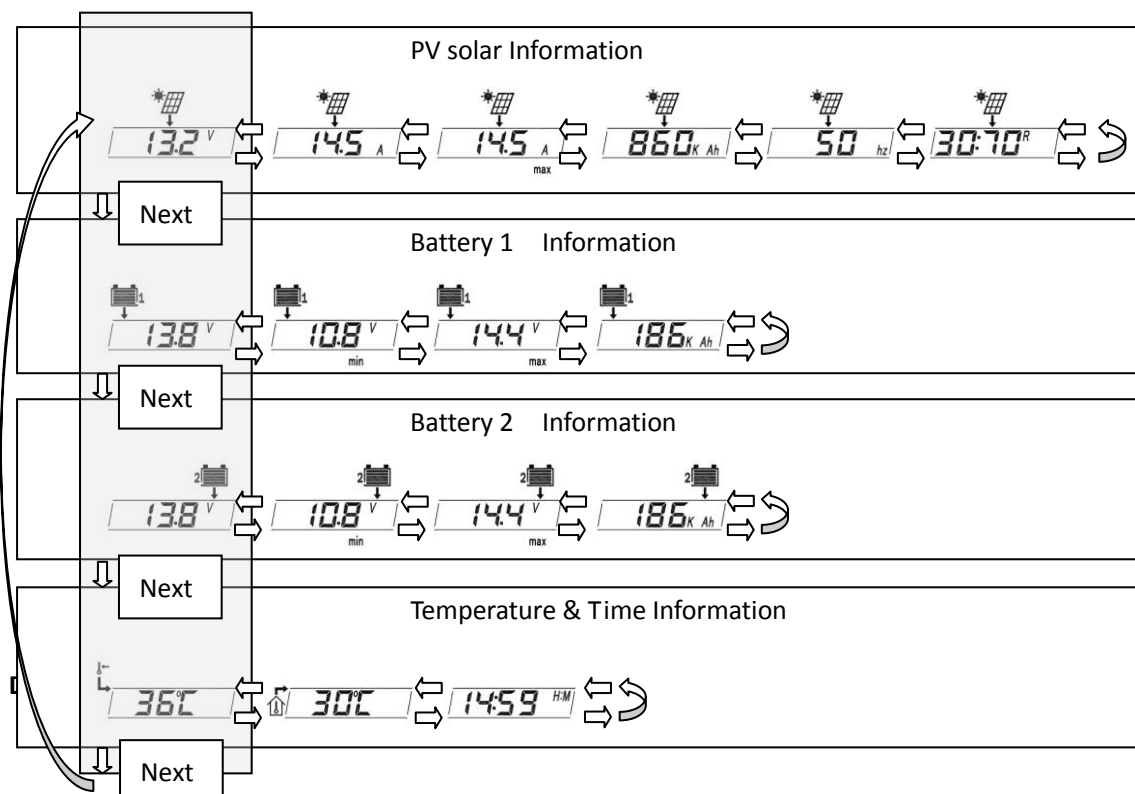 PV solar Information
13.2 V 14.5 A 14.5 A 860 K Ah 50 hz 30:70 R
max
Next
Battery 1 Information
1 1 1 1
13.8 V 10.8 V 14.4 V 186 K Ah
min max
Next
Battery 2 Information
2 2 2 2
13.8 V 10.8 V 14.4 V 186 K Ah
min max
Next
Temperature & Time Information
36°C 30°C 14:59 H:M
Next